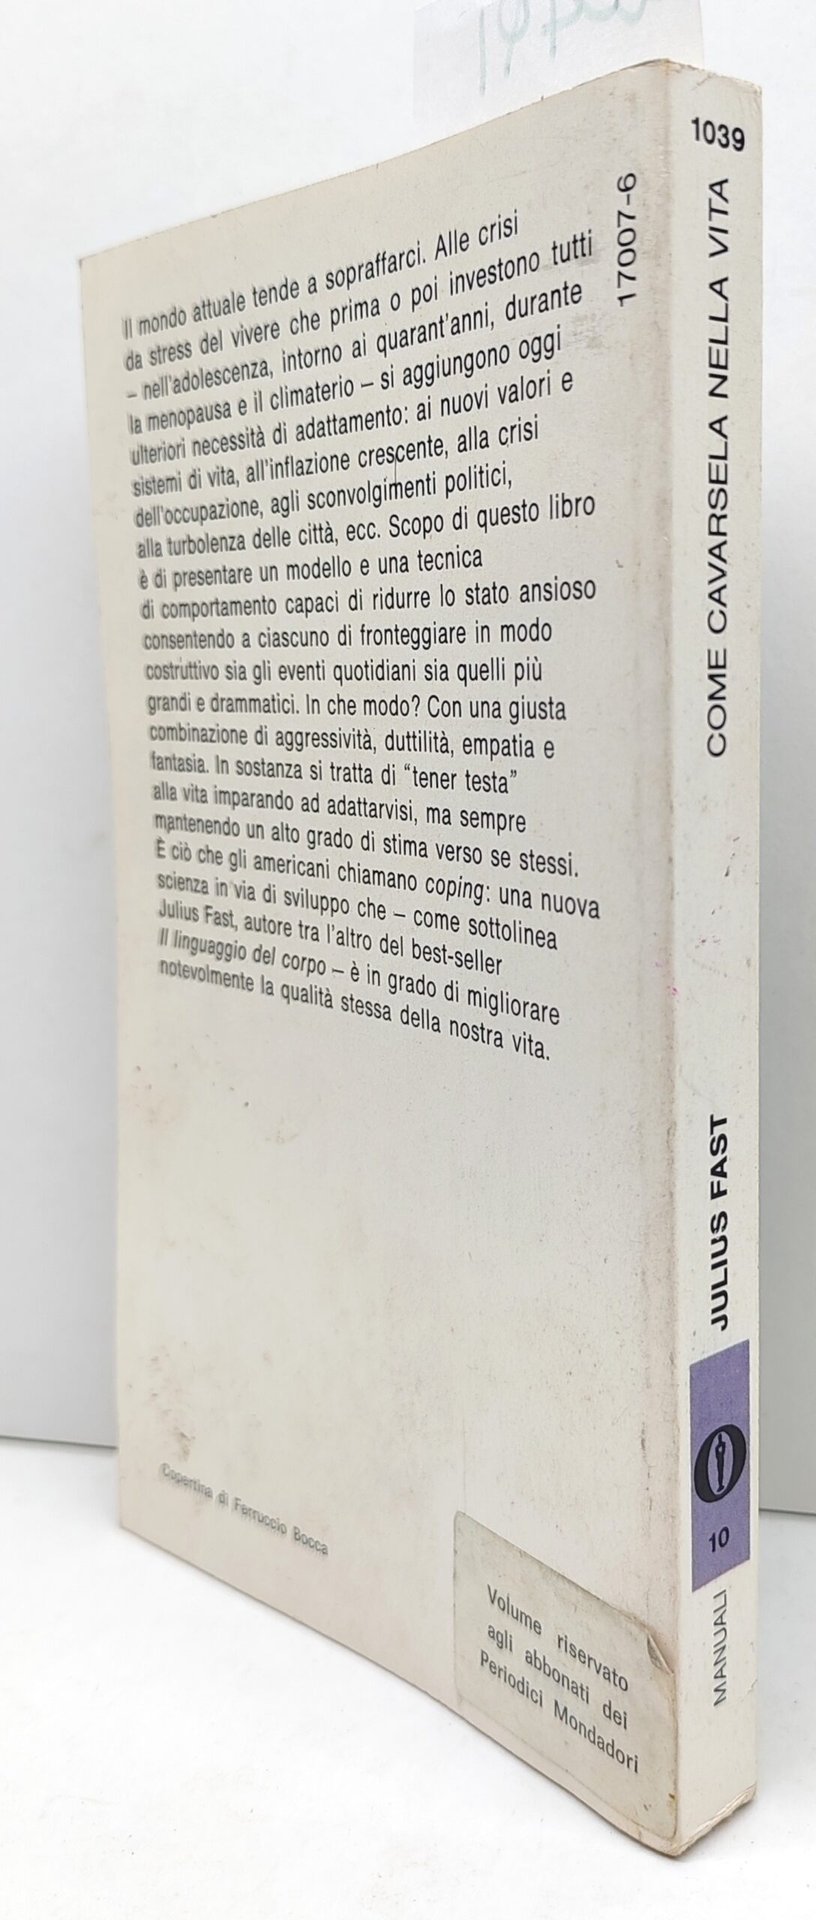 Il mondo attuale tende a sopraffarci. Alle crisi
da stress del vivere che prima o poi investono tutti
– nell'adolescenza, intorno ai quarant'anni, durante
la menopausa e il climaterio – si aggiungono oggi
ulteriori necessità di adattamento: ai nuovi valori e
sistemi di vita, all'inflazione crescente, alla crisi
dell'occupazione, agli sconvolgimenti politici,
alla turbolenza delle città, ecc. Scopo di questo libro
è di presentare un modello e una tecnica
di comportamento capaci di ridurre lo stato ansioso
consentendo a ciascuno di fronteggiare in modo
costruttivo sia gli eventi quotidiani sia quelli più
grandi e drammatici. In che modo? Con una giusta
combinazione di aggressività, duttilità, empatia e
fantasia. In sostanza si tratta di “tener testa”
alla vita imparando ad adattarvisi, ma sempre
mantenendo un alto grado di stima verso se stessi.
È ciò che gli americani chiamano coping: una nuova
scienza in via di sviluppo che – come sottolinea
Julius Fast, autore tra l'altro del best-seller
Il linguaggio del corpo – è in grado di migliorare
notevolmente la qualità stessa della nostra vita.
17007-6
Copertina di Ferruccio Bocca
Volume riservato
agli abbonati dei
Periodici Mondadori
1039
COME CAVARSELA NELLA VITA
JULIUS FAST
10
MANUALI